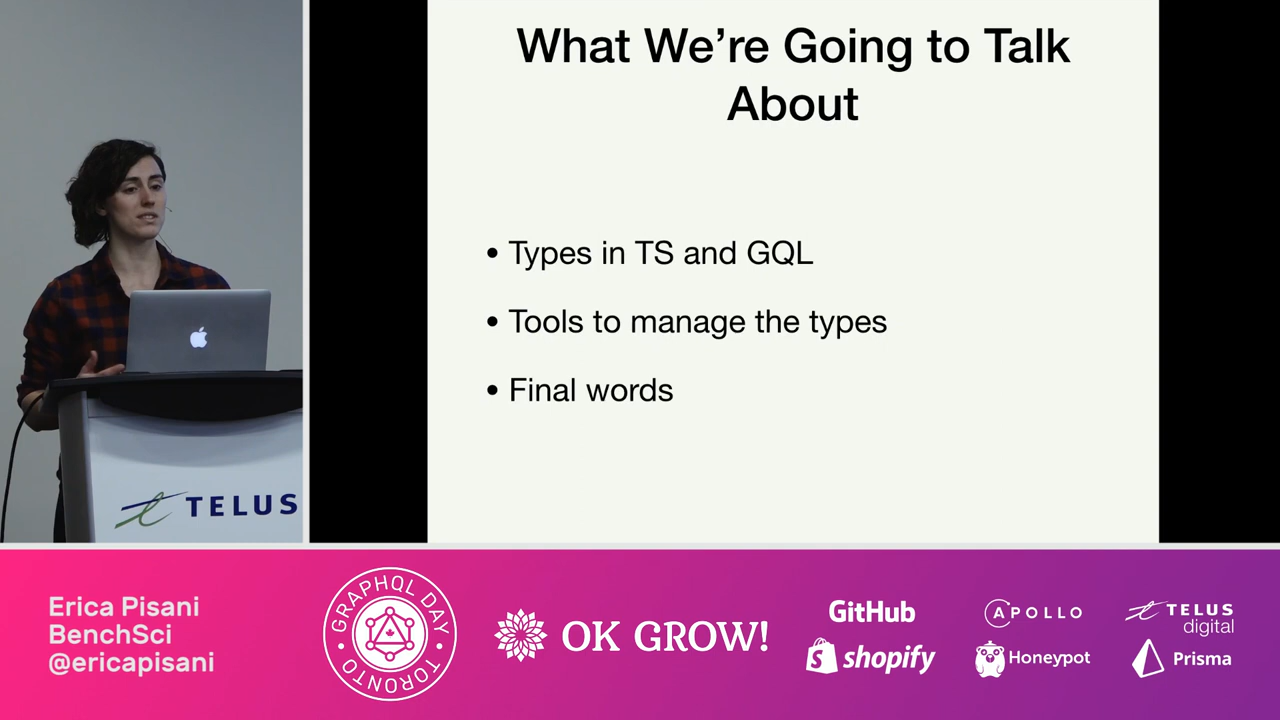 What We're Going to Talk
About
• Types in TS and GQL
• Tools to manage the types
• Final words
TELUS
Erica Pisani
BenchSci
@ericapisani
GRAPHQL DAY
• TORONTO •
OK GROW!
GitHub
APOLLO
TELUS
digital
shopify
Honeypot
Prisma